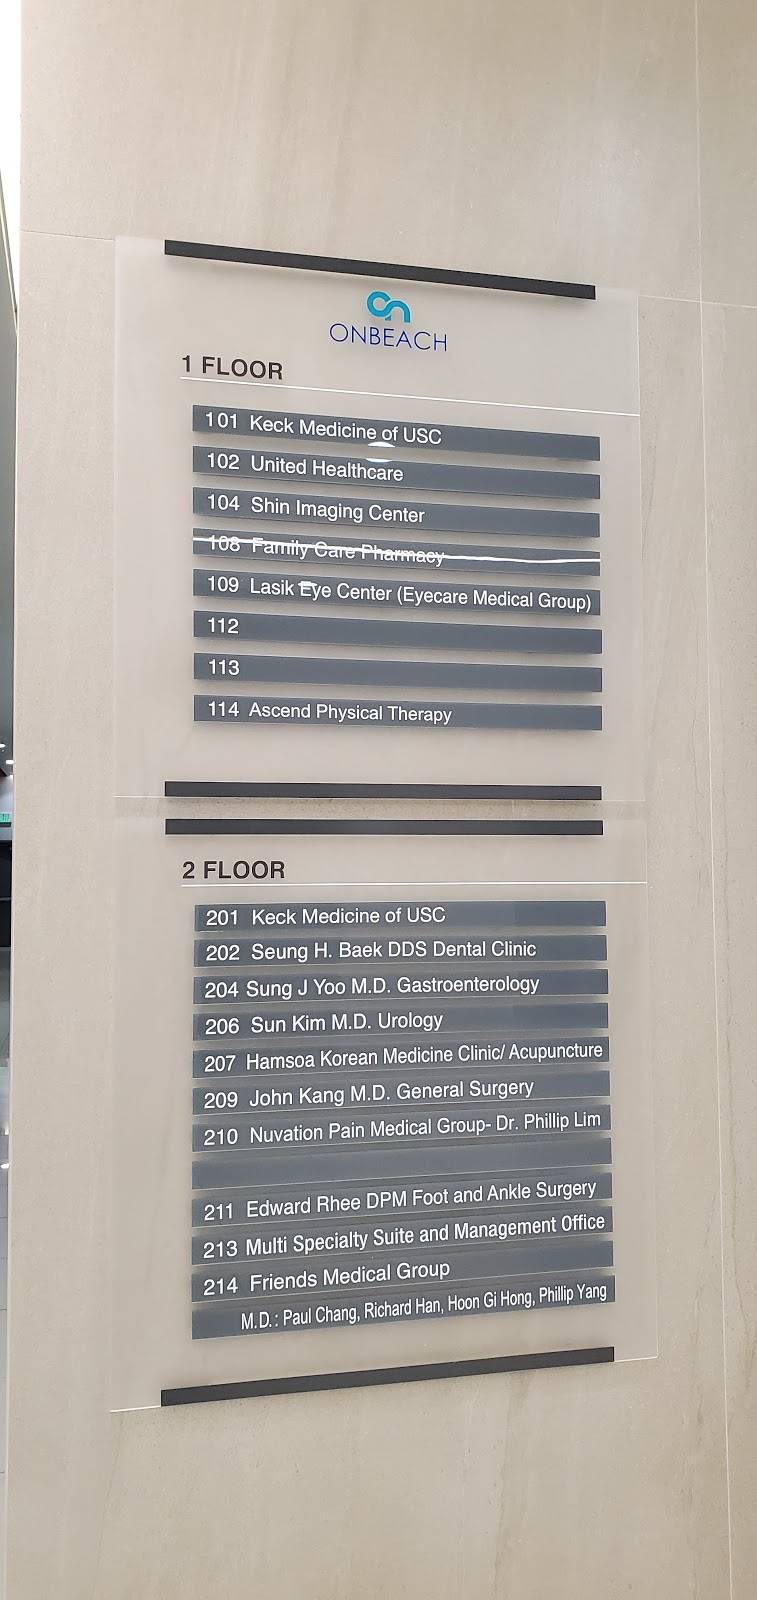 ONBEACH
1 FLOOR
101 Keck Medicine of USC
102 United Healthcare
104 Shin Imaging Center
108 Family Care Pharmacy
109 Lasik Eye Center (Eyecare Medical Group)
112
113
114 Ascend Physical Therapy
2 FLOOR
201 Keck Medicine of USC
202 Seung H. Baek DDS Dental Clinic
204 Sung J Yoo M.D. Gastroenterology
206 Sun Kim M.D. Urology
207 Hamsoa Korean Medicine Clinic/ Acupuncture
209 John Kang M.D. General Surgery
210 Nuvation Pain Medical Group- Dr. Phillip Lim
211 Edward Rhee DPM Foot and Ankle Surgery
213 Multi Specialty Suite and Management Office
214 Friends Medical Group
M.D.: Paul Chang, Richard Han, Hoon Gi Hong, Phillip Yang